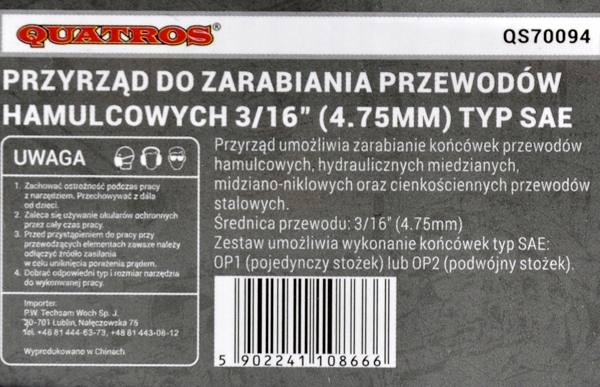 QUATROS®
QS70094
PRZYRZĄD DO ZARABIANIA PRZEWODÓW
HAMULCOWYCH 3/16" (4.75MM) TYP SAE
UWAGA
1. Zachować ostrożność podczas pracy
z narzędziem. Przechowywać z dala
od dzieci.
2. Zaleca się używanie okularów ochronnych
przez cały czas pracy.
3. Przed przystąpieniem do pracy przy
przewodzących elementach zawsze należy
odłączyć źródło zasilania
w celu uniknięcia porażenia prądem.
4. Dobrać odpowiedni typ i rozmiar narzędzia
do wykonywanej pracy.
Importer:
P.W. Techsam Woch Sp. J.
20-701 Lublin, Nałęczowska 75
Tel. +48 81 444-63-73, +48 81 443-08-12
Wyprodukowano w Chinach.
Przyrząd umożliwia zarabianie końcówek przewodów
hamulcowych, hydraulicznych miedzianych,
midziano-niklowych oraz cienkościennych przewodów
stalowych.
Średnica przewodu: 3/16" (4.75mm)
Zestaw umożliwia wykonanie końcówek typ SAE:
OP1 (pojedynczy stożek) lub OP2 (podwójny stożek).
5 902241 108666